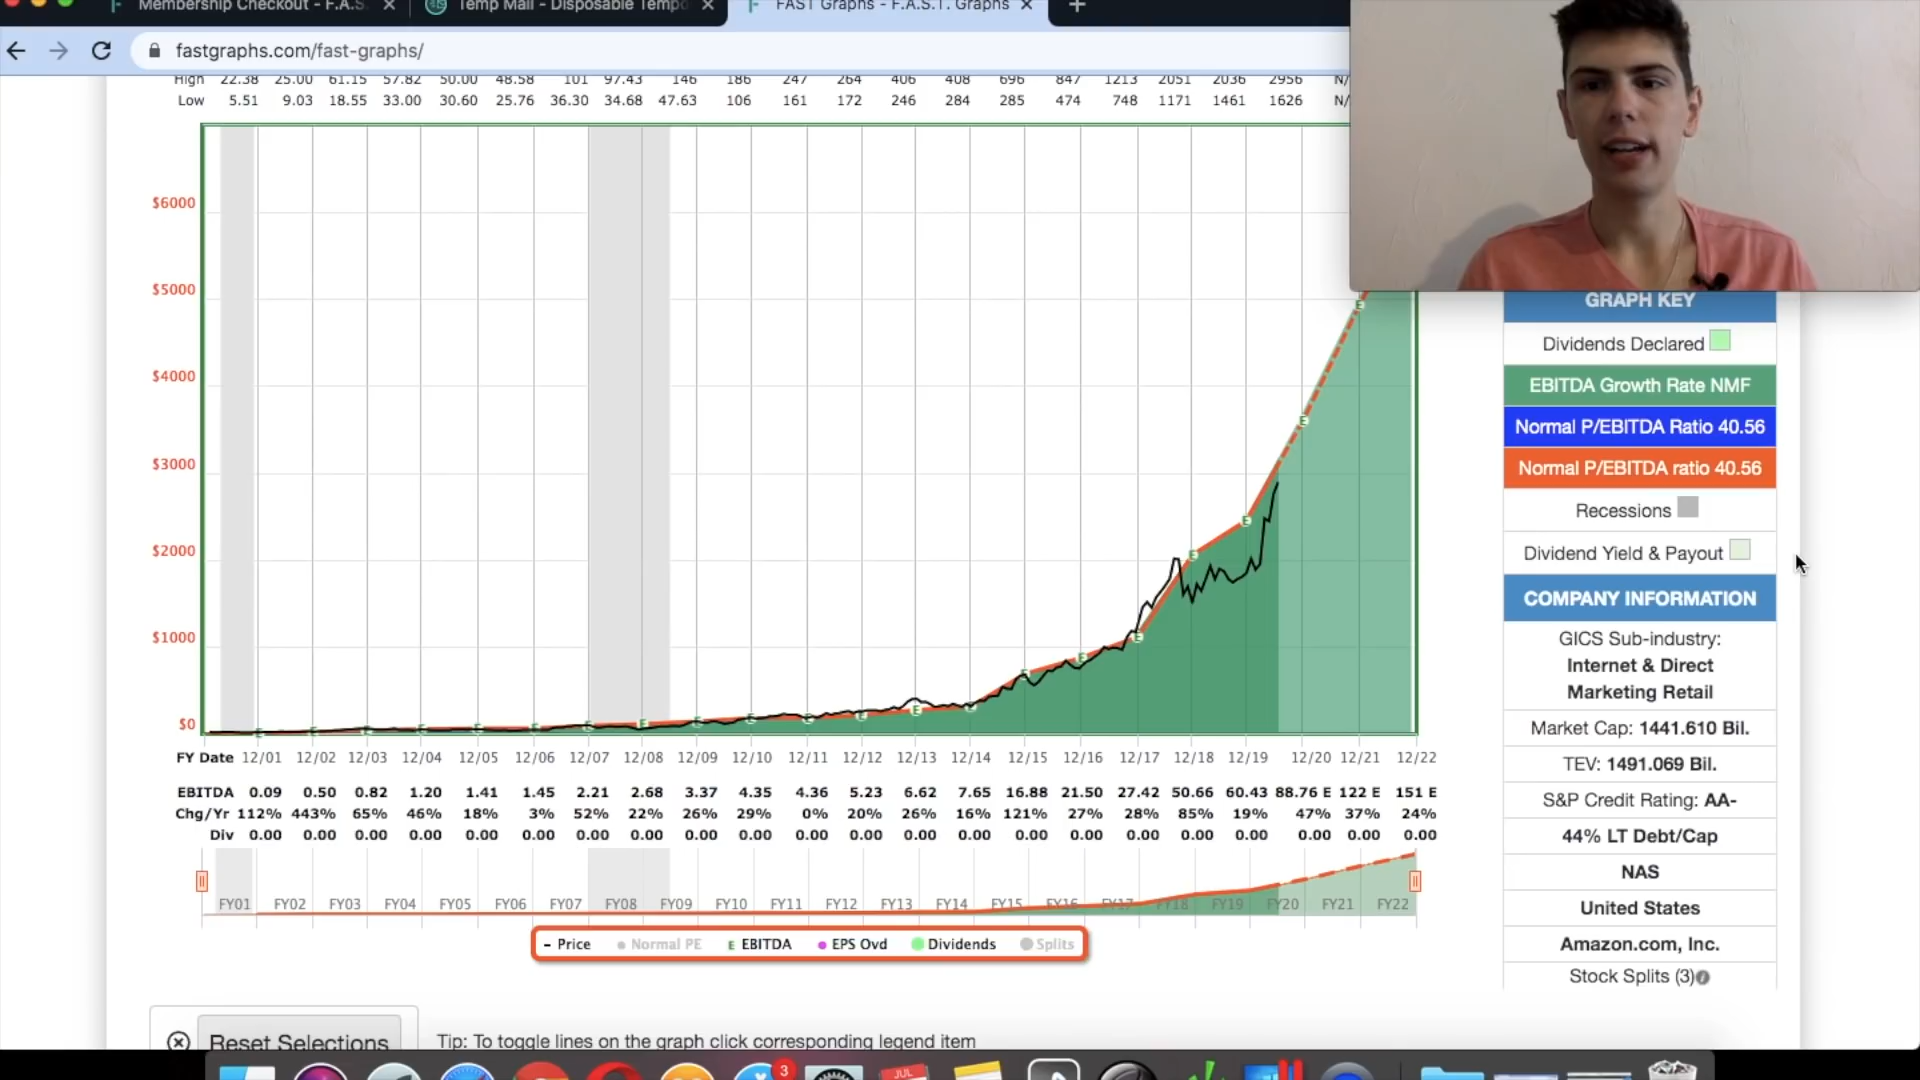 Membership Checkout - F.A.S. Temp Mail - Disposable Tempo FAST Graphs - F.A.S.T. Graphs
fastgraphs.com/fast-graphs/
High 22.38 25.00 61.15 57.82 50.00 48.58 101 97.43 146 186 247 264 406 408 696 847 1213 2051 2036 2956 N/
Low 5.51 9.03 18.55 33.00 30.60 25.76 36.30 34.68 47.63 106 161 172 246 284 285 474 748 1171 1461 1626 N/
$6000
$5000
$4000
$3000
$2000
$1000
$0
FY Date 12/01 12/02 12/03 12/04 12/05 12/06 12/07 12/08 12/09 12/10 12/11 12/12 12/13 12/14 12/15 12/16 12/17 12/18 12/19 12/20 12/21 12/22
EBITDA 0.09 0.50 0.82 1.20 1.41 1.45 2.21 2.68 3.37 4.35 4.36 5.23 6.62 7.65 16.88 21.50 27.42 50.66 60.43 88.76 E 122 E 151 E
Chg/Yr 112% 443% 65% 46% 18% 3% 52% 22% 26% 29% 0% 20% 26% 16% 121% 27% 28% 85% 19% 47% 37% 24%
Div 0.00 0.00 0.00 0.00 0.00 0.00 0.00 0.00 0.00 0.00 0.00 0.00 0.00 0.00 0.00 0.00 0.00 0.00 0.00 0.00 0.00 0.00
FY01 FY02 FY03 FY04 FY05 FY06 FY07 FY08 FY09 FY10 FY11 FY12 FY13 FY14 FY15 FY16 FY17 FY18 FY19 FY20 FY21 FY22
Price Normal PE E EBITDA EPS Ovd Dividends Splits
GRAPH KEY
Dividends Declared
EBITDA Growth Rate NMF
Normal P/EBITDA Ratio 40.56
Normal P/EBITDA ratio 40.56
Recessions
Dividend Yield & Payout
COMPANY INFORMATION
GICS Sub-industry:
Internet & Direct
Marketing Retail
Market Cap: 1441.610 Bil.
TEV: 1491.069 Bil.
S&P Credit Rating: AA-
44% LT Debt/Cap
NAS
United States
Amazon.com, Inc.
Stock Splits (3)
Reset Selections
Tip: To toggle lines on the graph click corresponding legend item
3
JUL